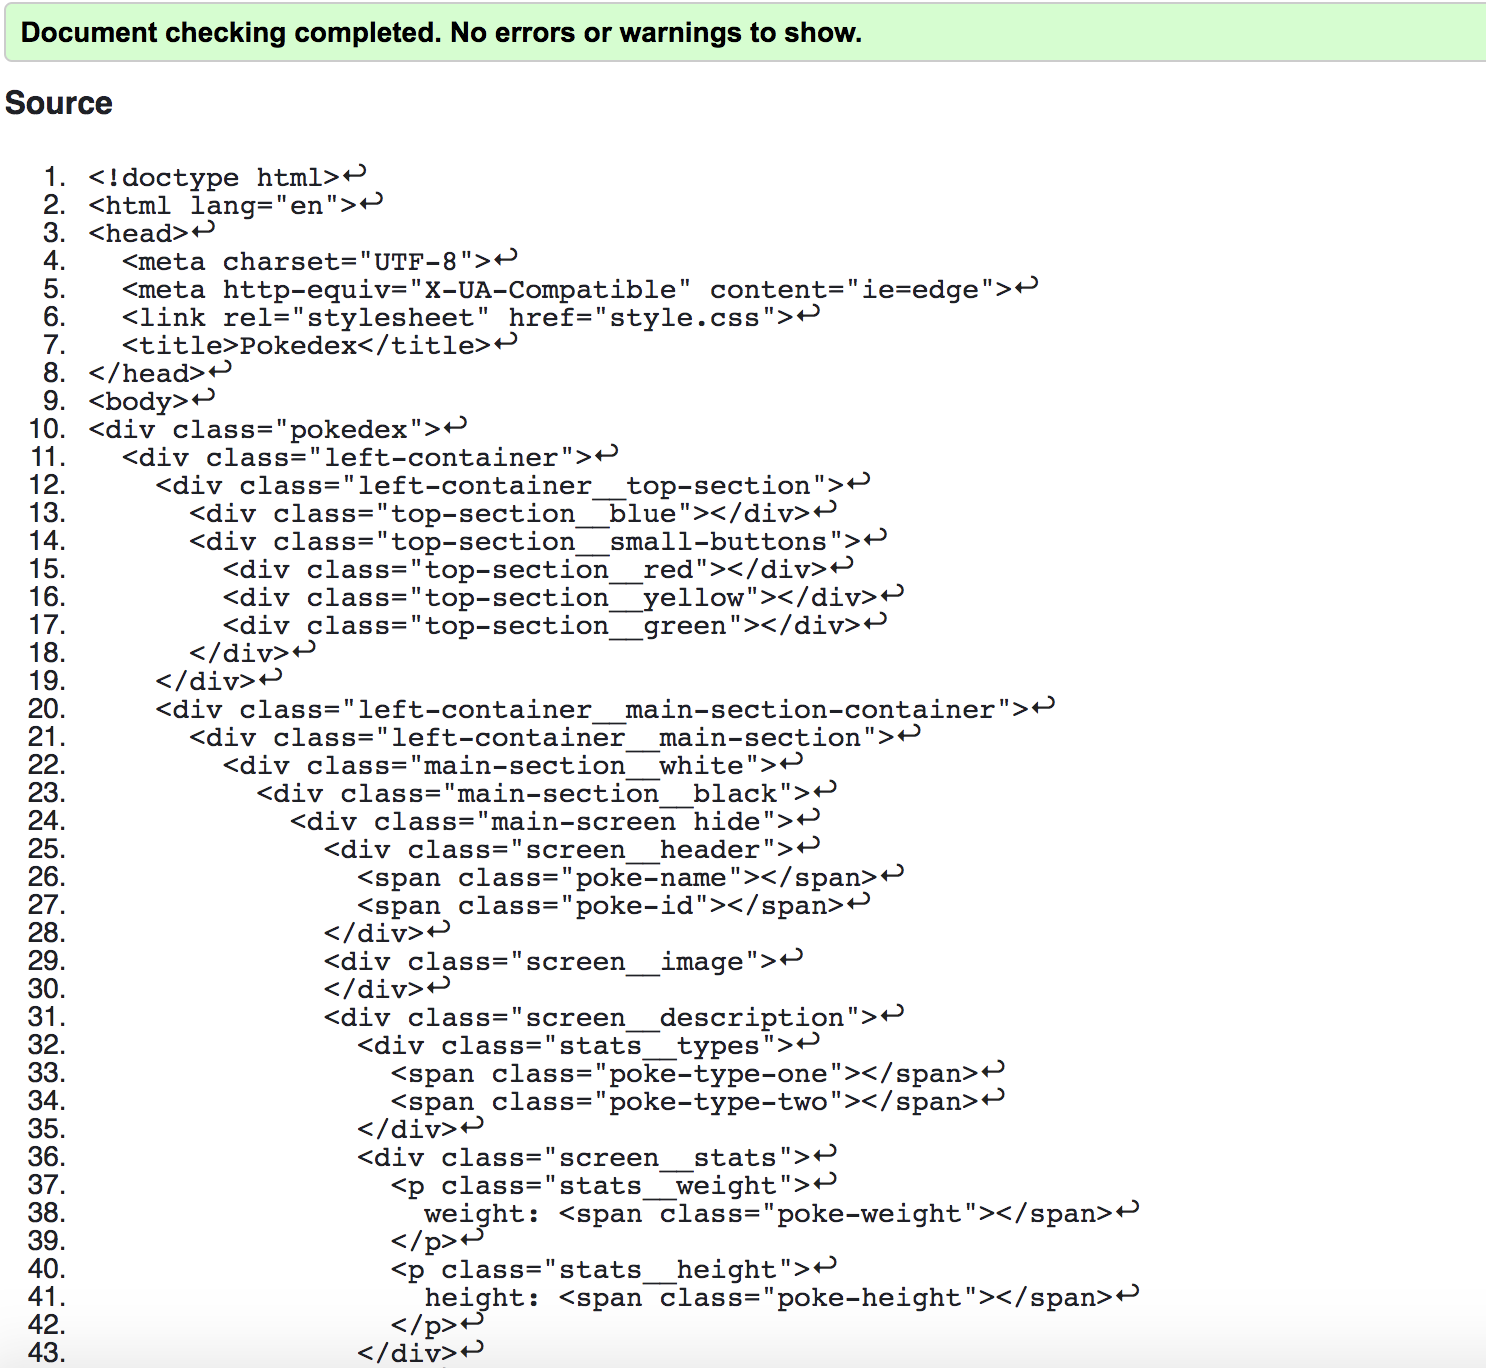 Document checking completed. No errors or warnings to show.
Source
1. <!doctype html>↩
2. <html lang="en">↩
3. <head>↩
4.   <meta charset="UTF-8">↩
5.   <meta http-equiv="X-UA-Compatible" content="ie=edge">↩
6.   <link rel="stylesheet" href="style.css">↩
7.   <title>Pokedex</title>↩
8. </head>↩
9. <body>↩
10. <div class="pokedex">↩
11.   <div class="left-container">↩
12.     <div class="left-container__top-section">↩
13.       <div class="top-section__blue"></div>↩
14.       <div class="top-section__small-buttons">↩
15.         <div class="top-section__red"></div>↩
16.         <div class="top-section__yellow"></div>↩
17.         <div class="top-section__green"></div>↩
18.       </div>↩
19.     </div>↩
20.     <div class="left-container__main-section-container">↩
21.       <div class="left-container__main-section">↩
22.         <div class="main-section__white">↩
23.           <div class="main-section__black">↩
24.             <div class="main-screen hide">↩
25.               <div class="screen__header">↩
26.                 <span class="poke-name"></span>↩
27.                 <span class="poke-id"></span>↩
28.               </div>↩
29.               <div class="screen__image">↩
30.               </div>↩
31.               <div class="screen__description">↩
32.                 <div class="stats__types">↩
33.                   <span class="poke-type-one"></span>↩
34.                   <span class="poke-type-two"></span>↩
35.                 </div>↩
36.                 <div class="screen__stats">↩
37.                   <p class="stats__weight">↩
38.                     weight: <span class="poke-weight"></span>↩
39.                   </p>↩
40.                   <p class="stats__height">↩
41.                     height: <span class="poke-height"></span>↩
42.                   </p>↩
43.                 </div>↩